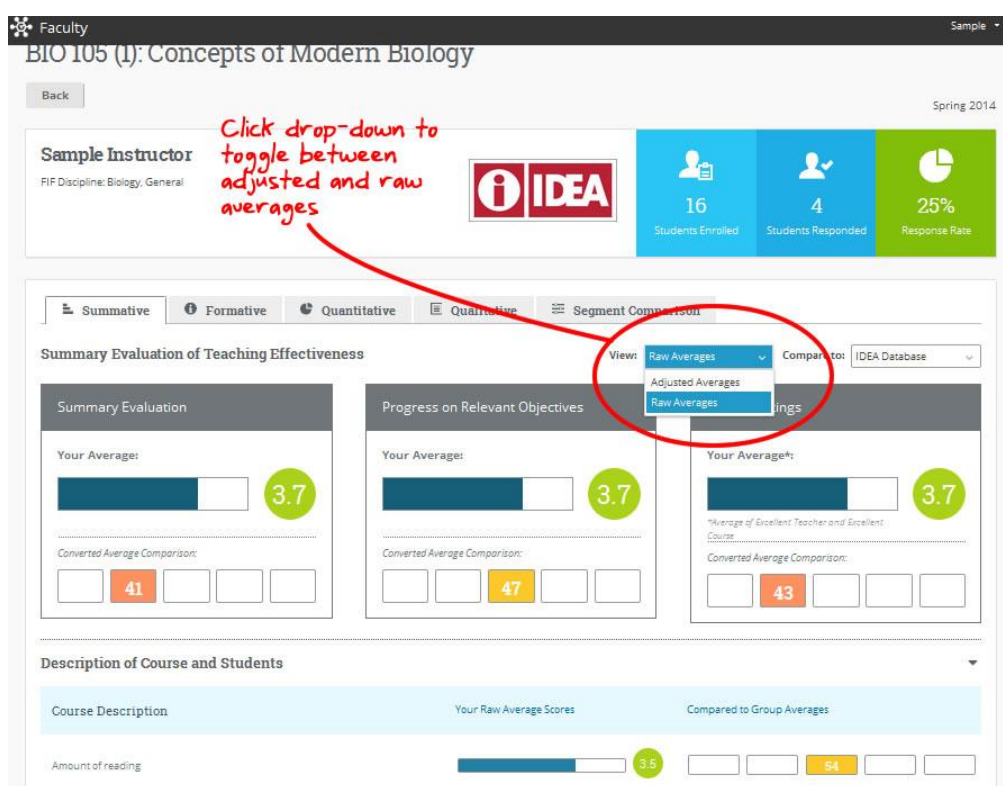 Faculty
Sample
BIO 105 (1): Concepts of Modern Biology
Back
Spring 2014
Click drop-down to
toggle between
adjusted and raw
averages
Sample Instructor
FIF Discipline: Biology, General
i IDEA
16
Students Enrolled
4
Students Responded
25%
Response Rate
Summative
Formative
Quantitative
Qualitative
Segment Comparison
Summary Evaluation of Teaching Effectiveness
View: Raw Averages
Compare to: IDEA Database
Adjusted Averages
Raw Averages
Summary Evaluation
Progress on Relevant Objectives
Your Average:
3.7
Converted Average Comparison:
41
Your Average:
3.7
Converted Average Comparison:
47
Your Average*:
3.7
*Average of Excellent Teacher and Excellent
Course
Converted Average Comparison:
43
Description of Course and Students
Course Description
Your Raw Average Scores
Compared to Group Averages
Amount of reading
3.5
54